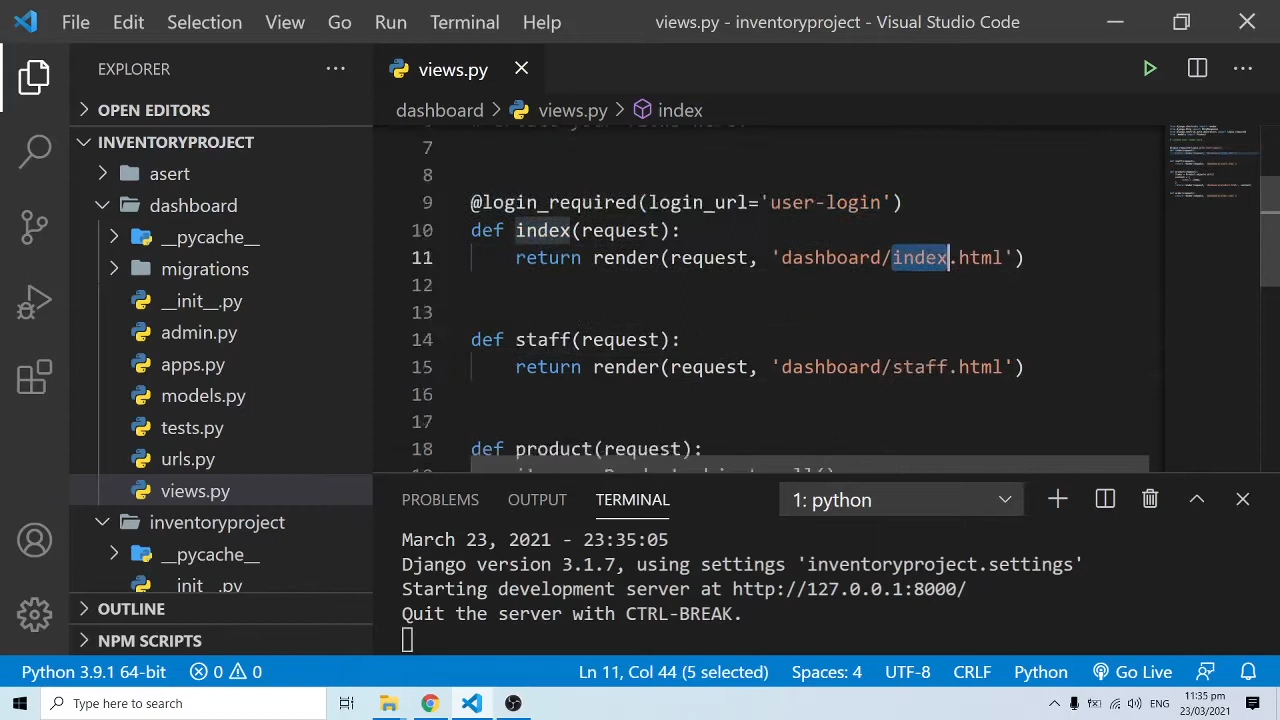 File Edit Selection View Go Run Terminal Help views.py - inventoryproject - Visual Studio Code
EXPLORER
OPEN EDITORS
INVENTORYPROJECT
asert
dashboard
__pycache__
migrations
__init__.py
admin.py
apps.py
models.py
tests.py
urls.py
views.py
inventoryproject
__pycache__
__init__.py
OUTLINE
NPM SCRIPTS
views.py
dashboard > views.py > index
7
8
9 @login_required(login_url='user-login')
10 def index(request):
11 return render(request, 'dashboard/index.html')
12
13
14 def staff(request):
15 return render(request, 'dashboard/staff.html')
16
17
18 def product(request):
PROBLEMS OUTPUT TERMINAL 1: python
March 23, 2021 - 23:35:05
Django version 3.1.7, using settings 'inventoryproject.settings'
Starting development server at http://127.0.0.1:8000/
Quit the server with CTRL-BREAK.
Python 3.9.1 64-bit 0 0 Ln 11, Col 44 (5 selected) Spaces: 4 UTF-8 CRLF Python Go Live
Type here to search ENG 11:35 pm
23/03/2021